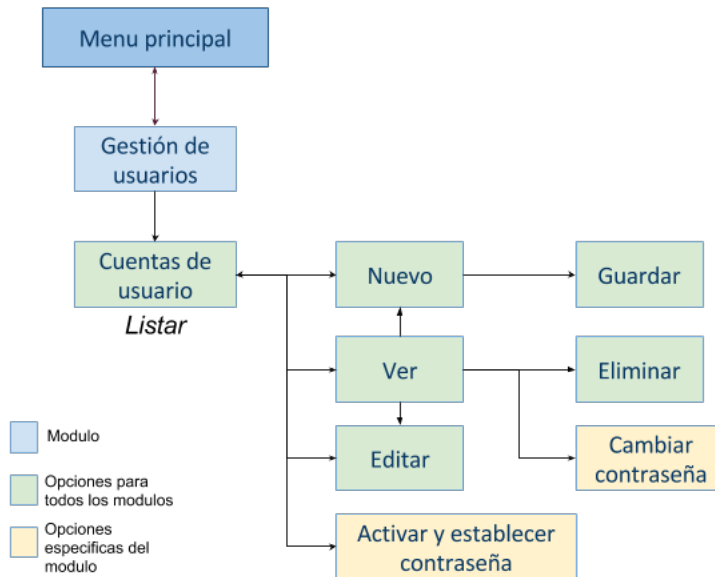 Menu principal
Gestión de
usuarios
Cuentas de
usuario
Listar
Nuevo
Guardar
Ver
Eliminar
Editar
Cambiar
contraseña
Activar y establecer
contraseña
Modulo
Opciones para
todos los modulos
Opciones
especificas del
modulo